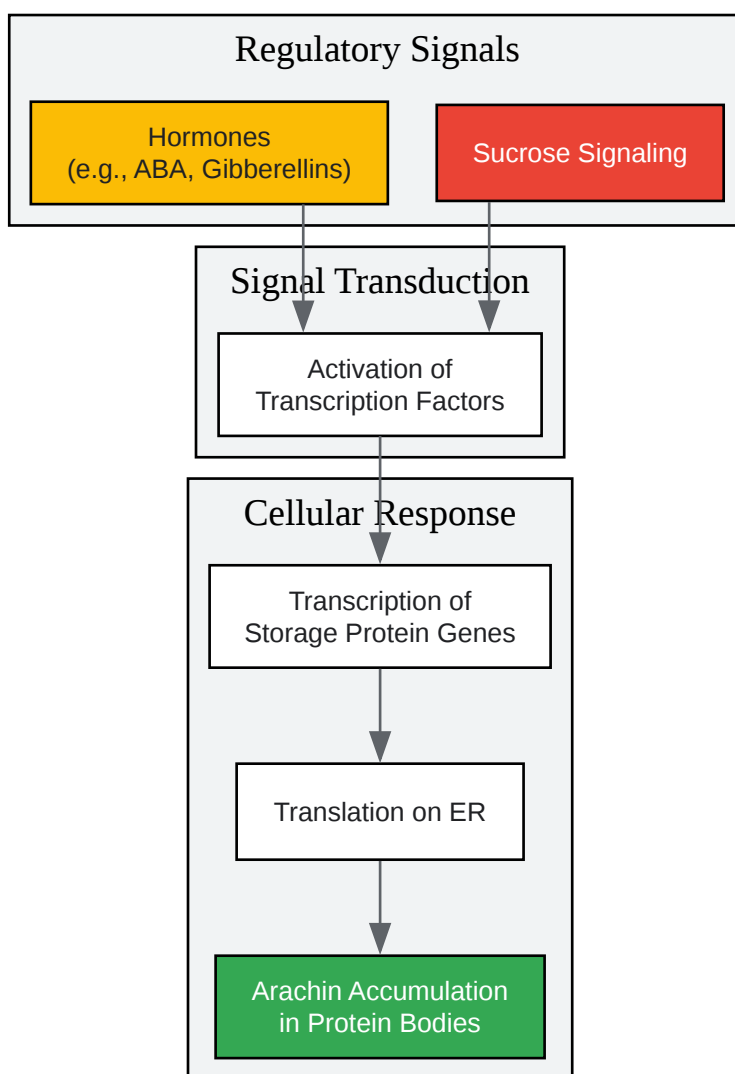 Regulatory Signals
Hormones
(e.g., ABA, Gibberellins)
Sucrose Signaling
Signal Transduction
Activation of
Transcription Factors
Cellular Response
Transcription of
Storage Protein Genes
Translation on ER
Arachin Accumulation
in Protein Bodies